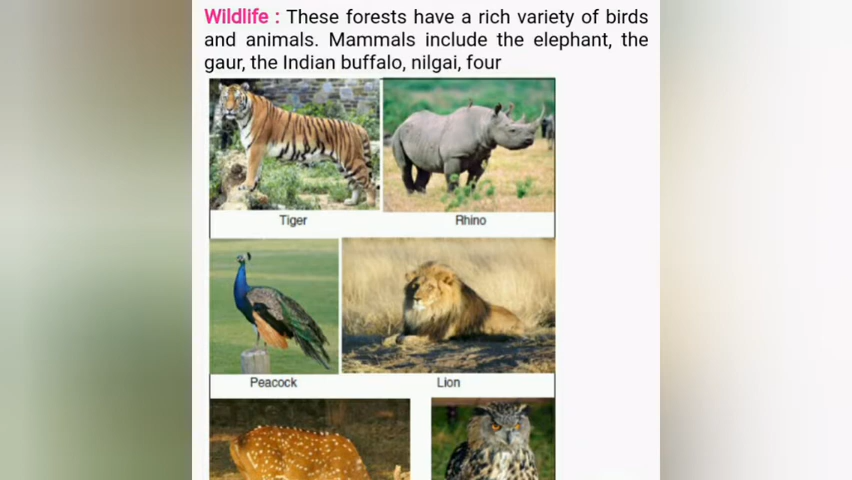 Wildlife : These forests have a rich variety of birds
and animals. Mammals include the elephant, the
gaur, the Indian buffalo, nilgai, four
Tiger
Rhino
Peacock
Lion